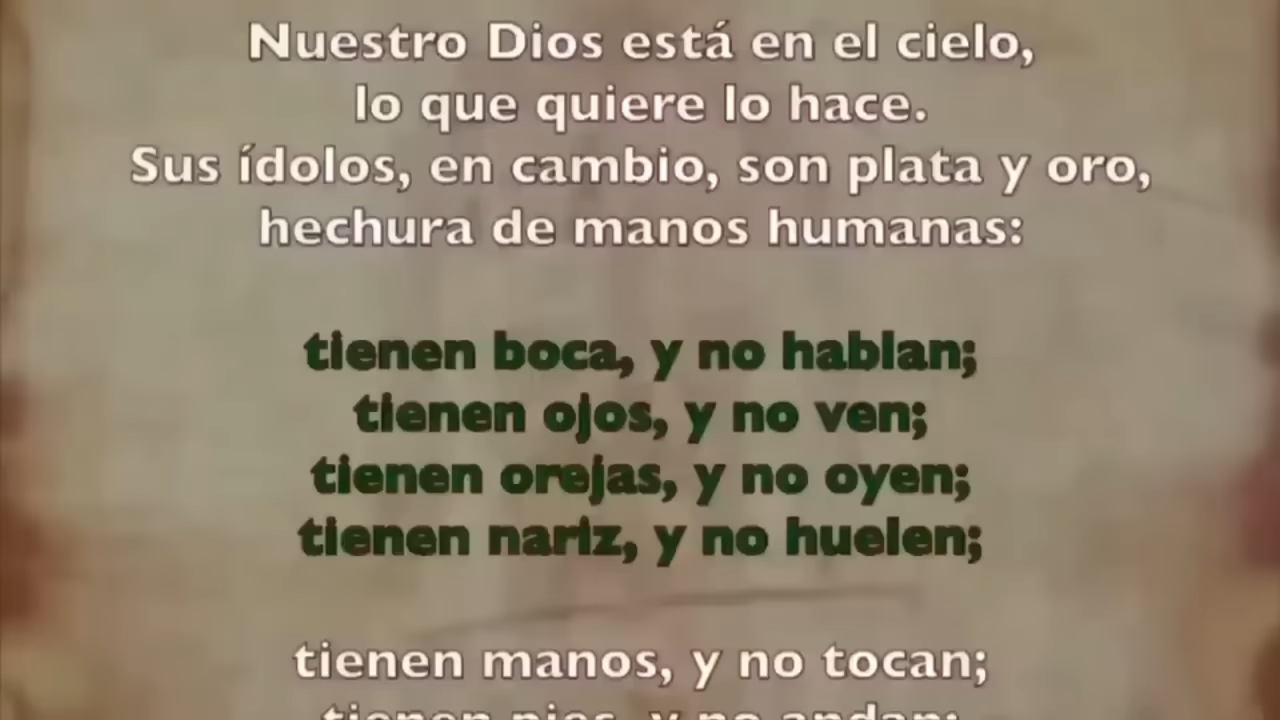 Nuestro Dios está en el cielo,
lo que quiere lo hace.
Sus ídolos, en cambio, son plata y oro,
hechura de manos humanas:
tienen boca, y no hablan;
tienen ojos, y no ven;
tienen orejas, y no oyen;
tienen nariz, y no huelen;
tienen manos, y no tocan;
tienen pies, y no andan;